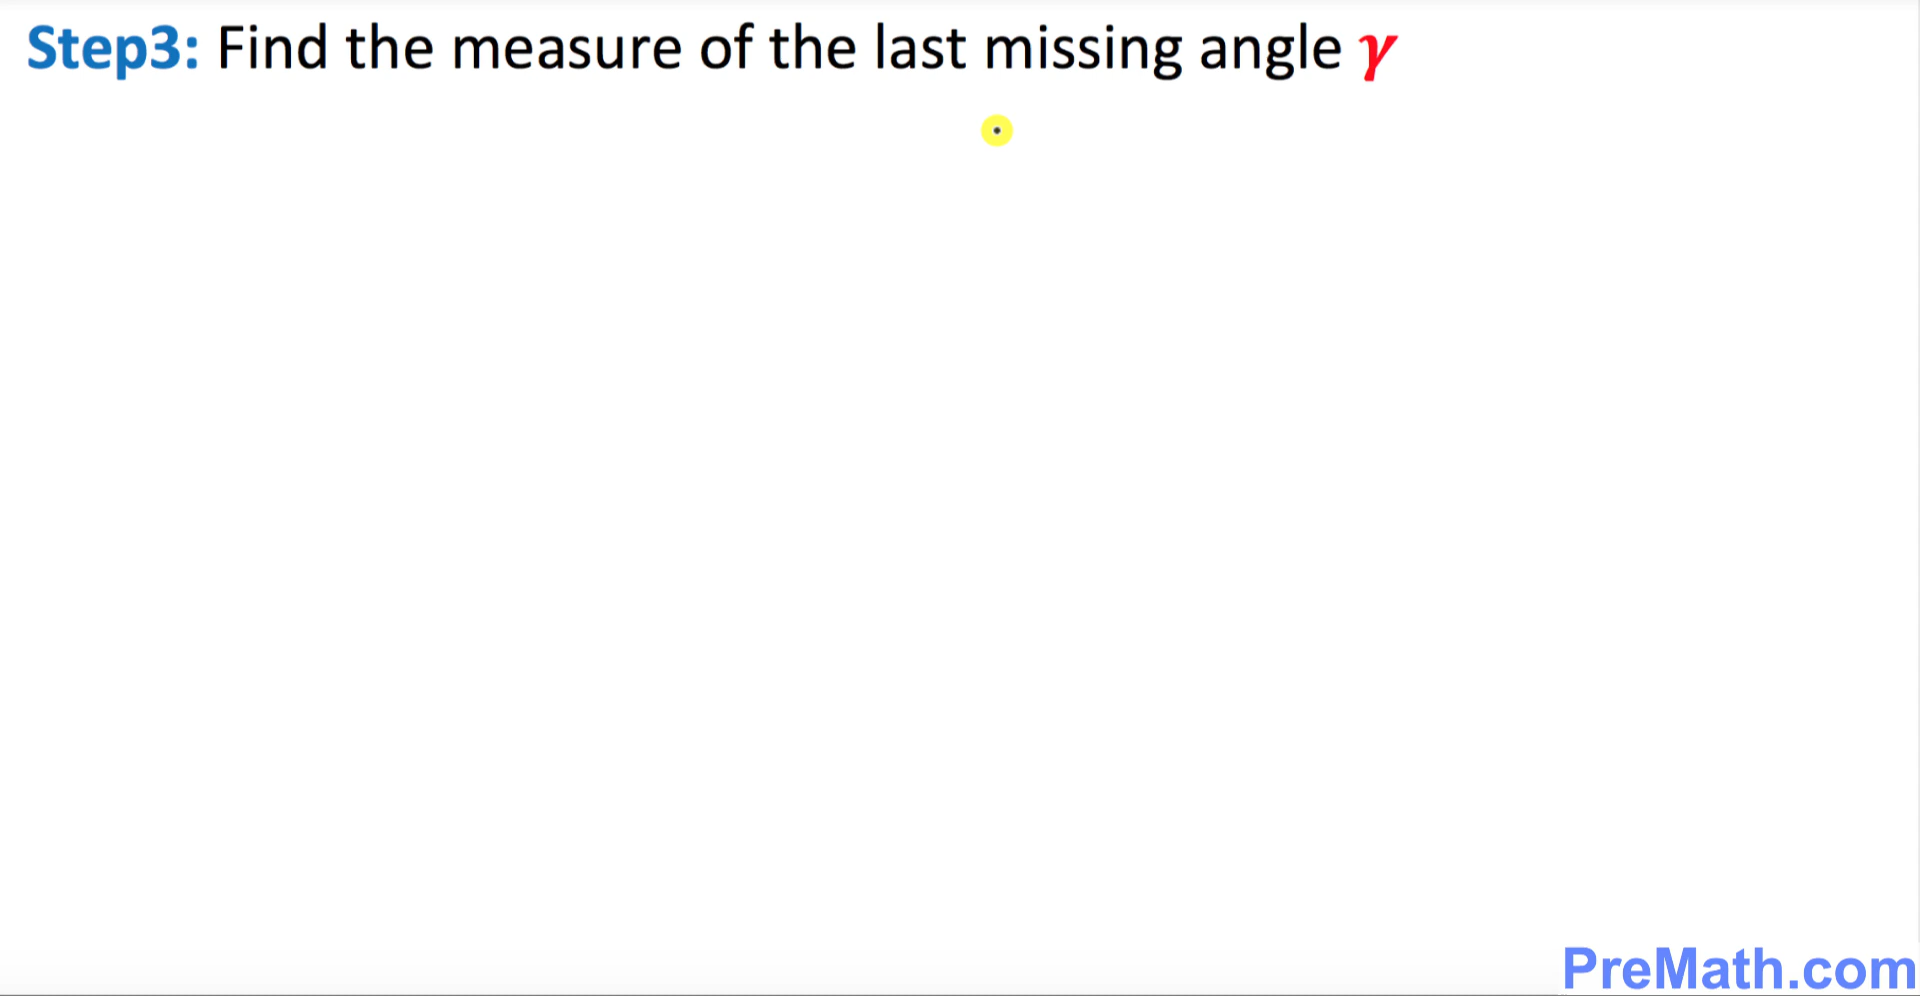 Step3: Find the measure of the last missing angle γ
PreMath.com